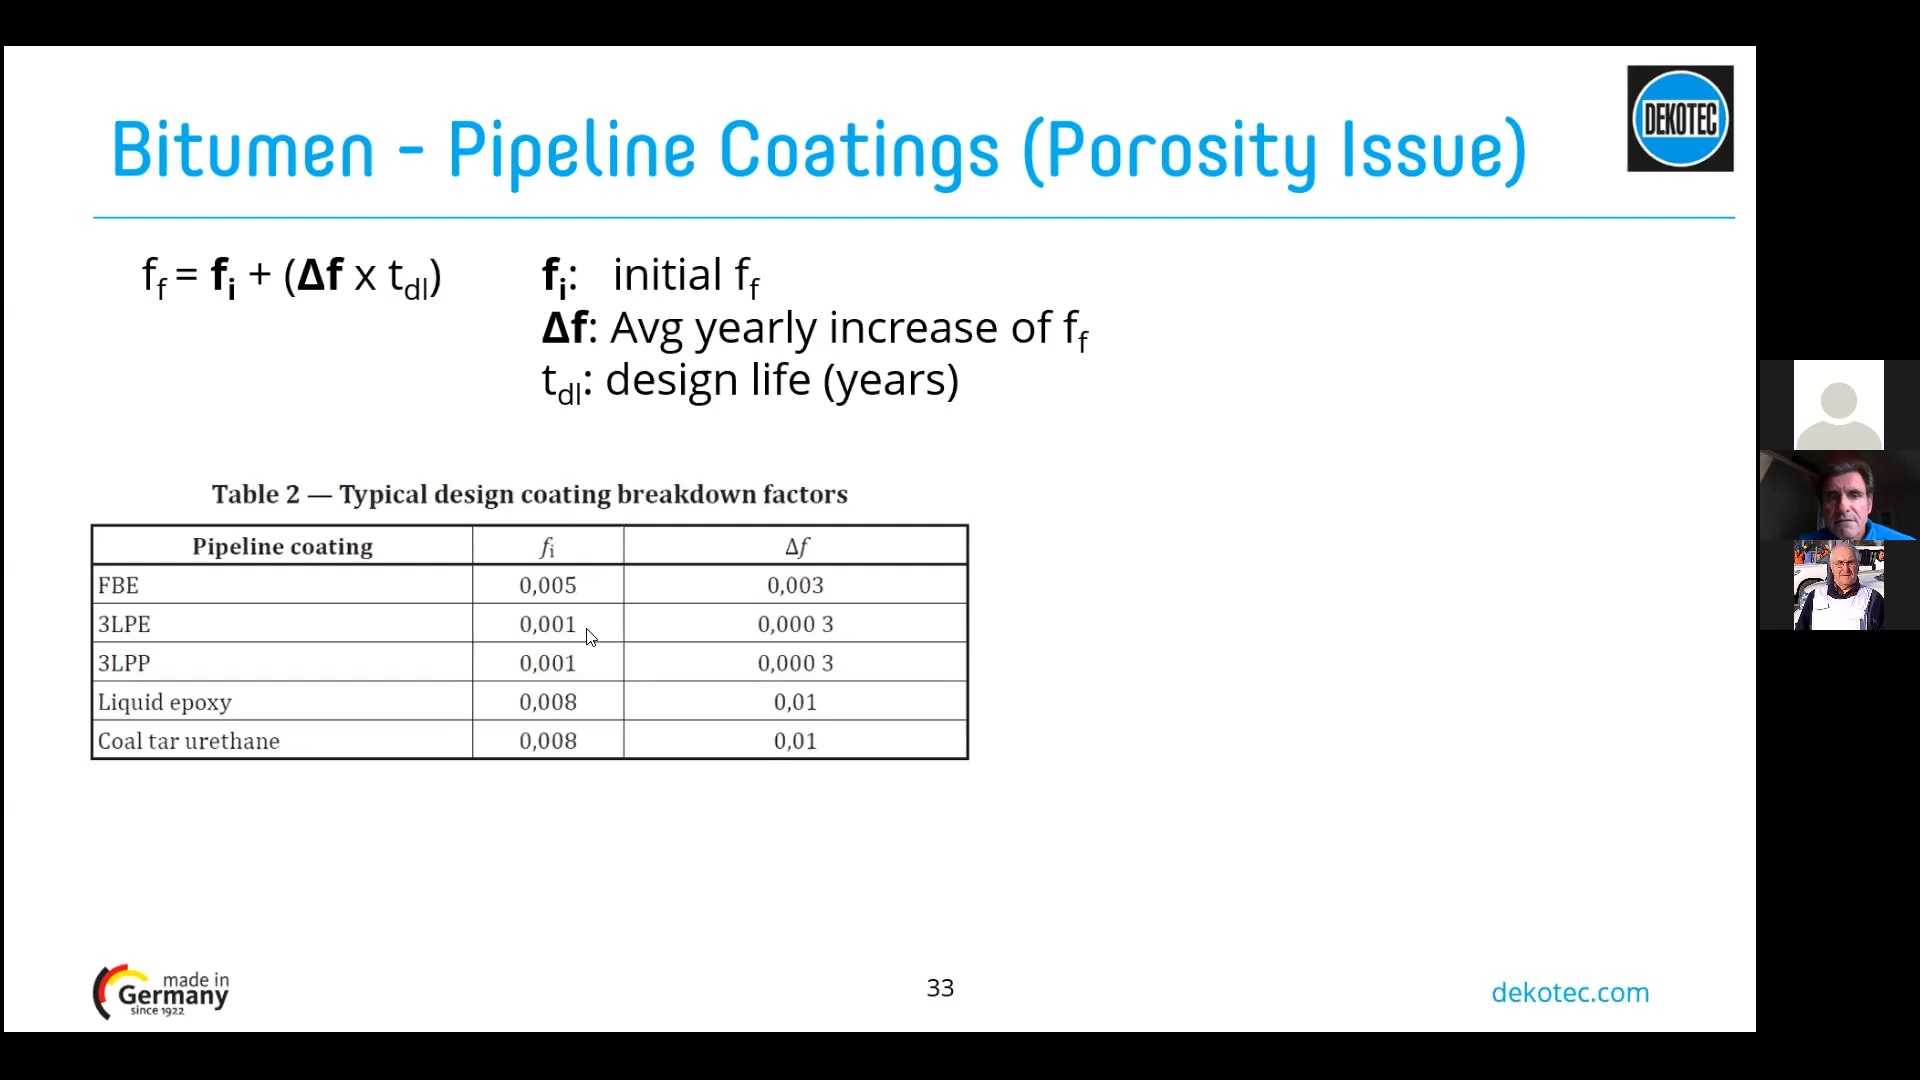 Bitumen - Pipeline Coatings (Porosity Issue)
DEKOTEC
ff = fi + (Δf x tdl)
fi: initial ff
Δf: Avg yearly increase of ff
tdl: design life (years)
Table 2 — Typical design coating breakdown factors
Pipeline coating fi Δf
FBE 0,005 0,003
3LPE 0,001 0,000 3
3LPP 0,001 0,000 3
Liquid epoxy 0,008 0,01
Coal tar urethane 0,008 0,01
made in
Germany
since 1922
33
dekotec.com